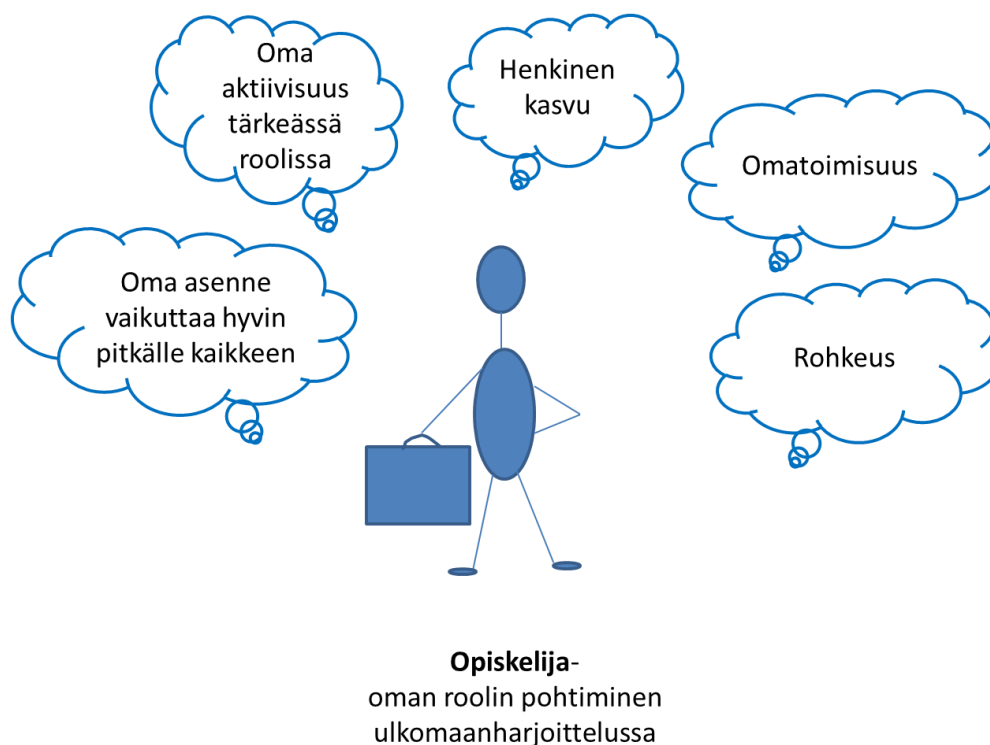 Oma
aktiivisuus
tärkeässä
roolissa
Henkinen
kasvu
Omatoimisuus
Oma asenne
vaikuttaa hyvin
pitkälle kaikkeen
Rohkeus
Opiskelija-
oman roolin pohtiminen
ulkomaanharjoittelussa